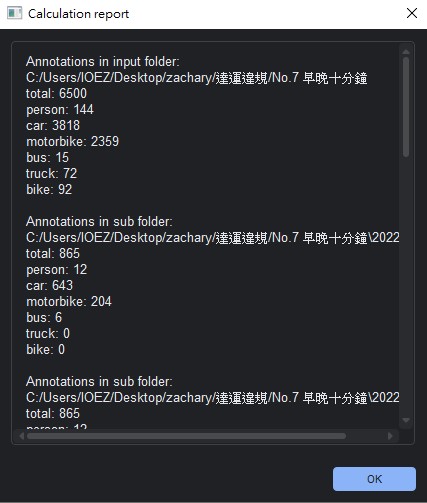 Calculation report
Annotations in input folder:
C:/Users/IOEZ/Desktop/zachary/達運違規/No.7 早晚十分鐘
total: 6500
person: 144
car: 3818
motorbike: 2359
bus: 15
truck: 72
bike: 92
Annotations in sub folder:
C:/Users/IOEZ/Desktop/zachary/達運違規/No.7 早晚十分鐘\2022
total: 865
person: 12
car: 643
motorbike: 204
bus: 6
truck: 0
bike: 0
Annotations in sub folder:
C:/Users/IOEZ/Desktop/zachary/達運違規/No.7 早晚十分鐘\2022
total: 865
person: 12
OK